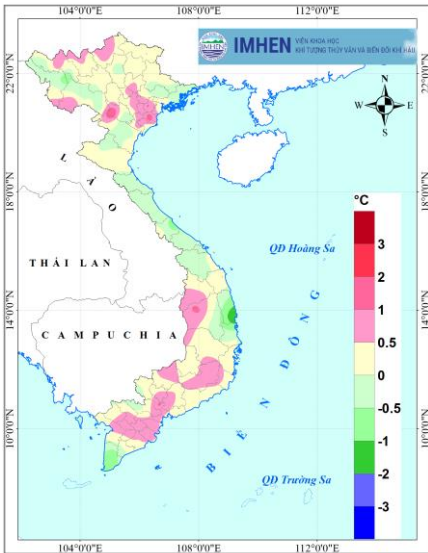 104°0'0"E 108°0'0"E 112°0'0"E
IMHEN
VIỆN KHOA HỌC
KHÍ TƯỢNG THỦY VĂN VÀ BIẾN ĐỔI KHÍ HẬU
22°0'0"N 22°0'0"N
N
W E
S
LÀO
18°0'0"N 18°0'0"N
°C
QĐ Hoàng Sa
THÁI LAN
3
2
14°0'0"N 14°0'0"N
CAMPUCHIA
1
0.5
0
-0.5
10°0'0"N 10°0'0"N
-1
-2
-3
BIỂN ĐÔNG
QĐ Trường Sa
104°0'0"E 108°0'0"E 112°0'0"E